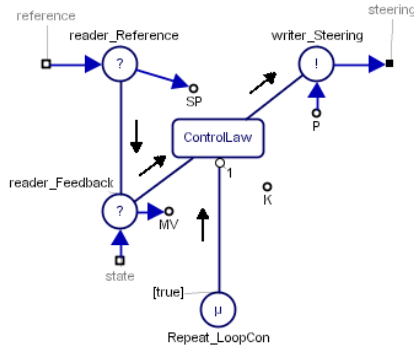 reference
reader_Reference
writer_Steering
steering
?
!
SP
P
ControlLaw
1
reader_Feedback
K
?
MV
state
[true]
μ
Repeat_LoopCon